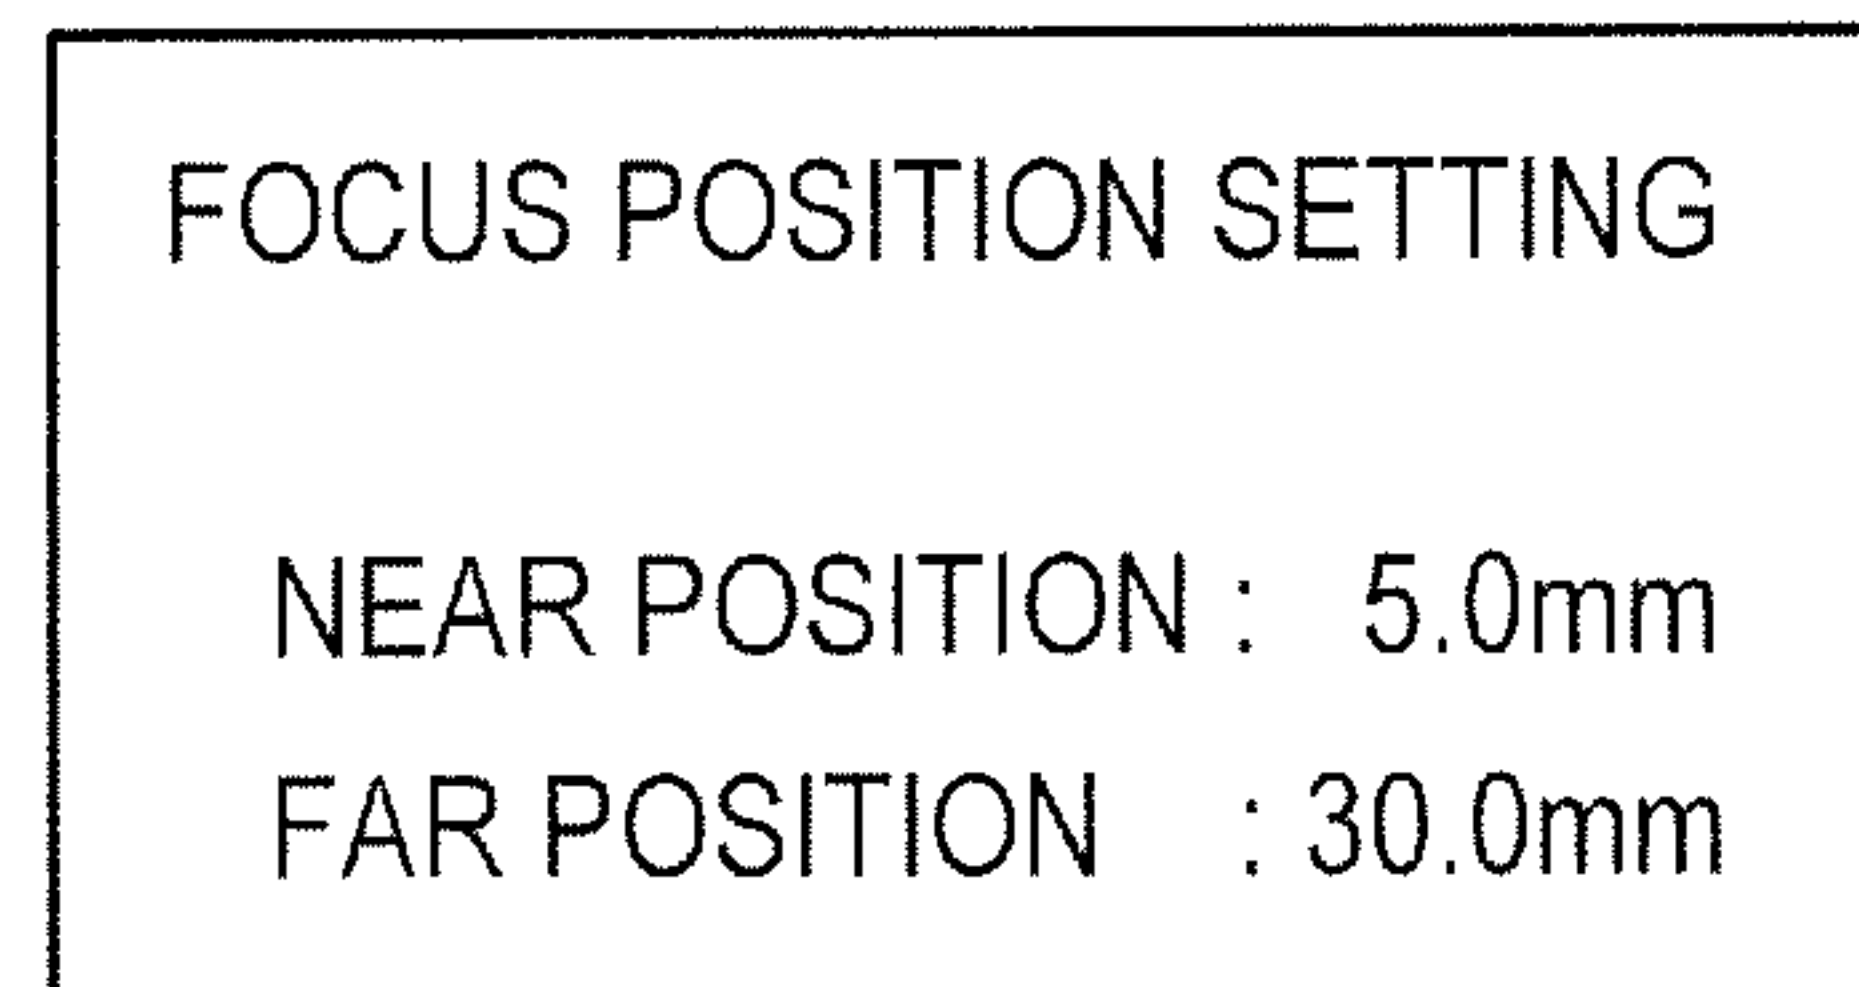 FOCUS POSITION SETTING
NEAR POSITION : 5.0mm
FAR POSITION : 30.0mm